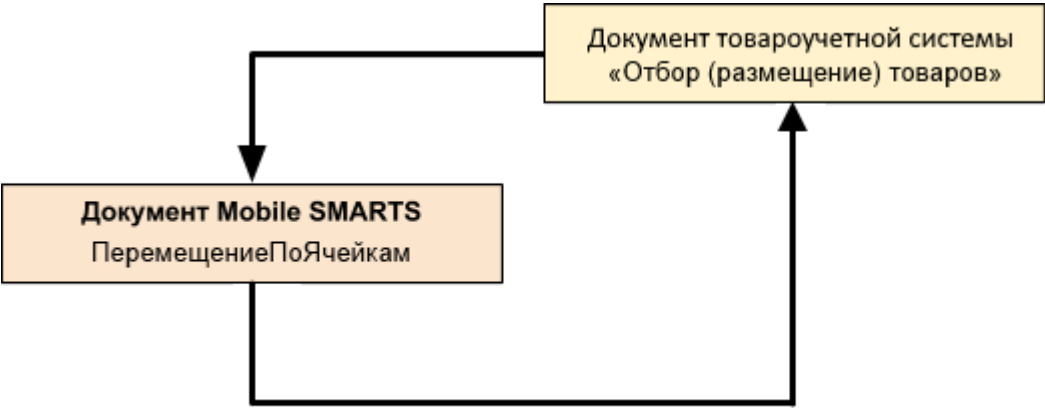 Документ товароучетной системы
«Отбор (размещение) товаров»
Документ Mobile SMARTS
ПеремещениеПоЯчейкам